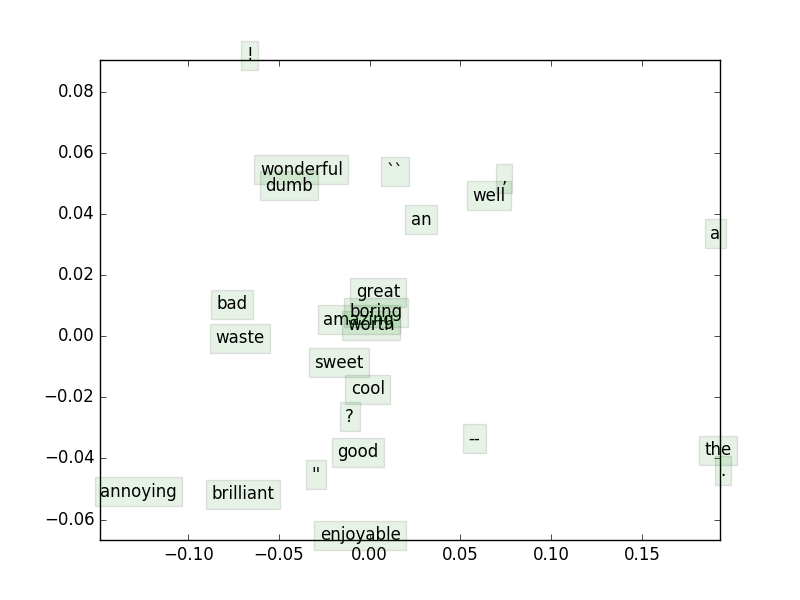 !
0.08
0.06
wonderful
``
,
dumb
well
0.04
an
a
0.02
great
bad
boring
amazing
worth
0.00
waste
sweet
cool
−0.02
?
--
the
good
−0.04
"
.
annoying
brilliant
−0.06
enjoyable
−0.10 −0.05 0.00 0.05 0.10 0.15